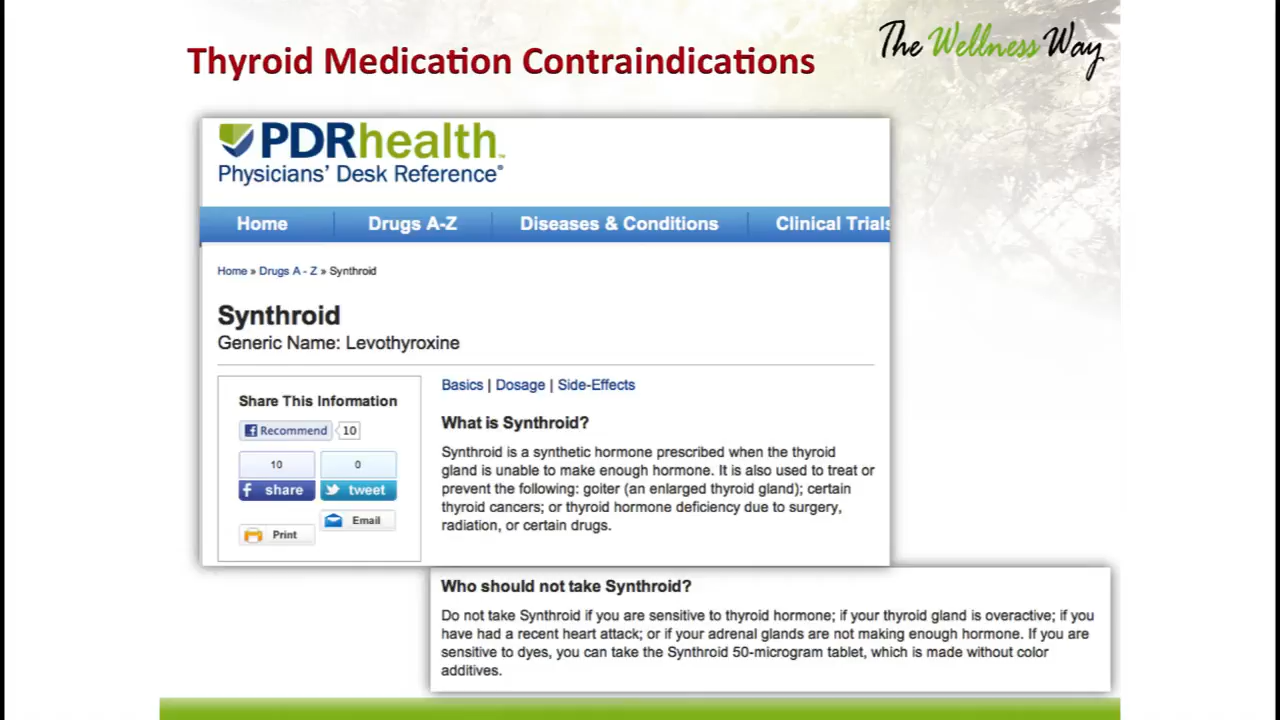 Thyroid Medication Contraindications
The Wellness Way
PDRhealth™
Physicians' Desk Reference®
Home
Drugs A-Z
Diseases & Conditions
Clinical Trials
Home » Drugs A - Z » Synthroid
Synthroid
Generic Name: Levothyroxine
Share This Information
Recommend 10
10
0
share
tweet
Email
Print
Basics | Dosage | Side-Effects
What is Synthroid?
Synthroid is a synthetic hormone prescribed when the thyroid
gland is unable to make enough hormone. It is also used to treat or
prevent the following: goiter (an enlarged thyroid gland); certain
thyroid cancers; or thyroid hormone deficiency due to surgery,
radiation, or certain drugs.
Who should not take Synthroid?
Do not take Synthroid if you are sensitive to thyroid hormone; if your thyroid gland is overactive; if you
have had a recent heart attack; or if your adrenal glands are not making enough hormone. If you are
sensitive to dyes, you can take the Synthroid 50-microgram tablet, which is made without color
additives.